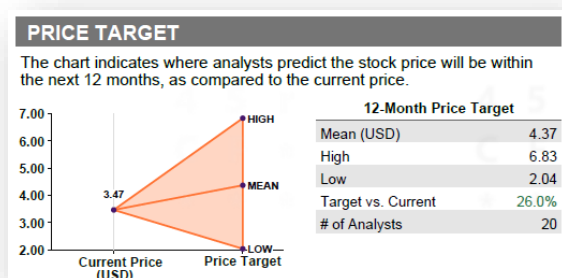 PRICE TARGET
The chart indicates where analysts predict the stock price will be within
the next 12 months, as compared to the current price.
7.00
6.00
5.00
4.00
3.00
2.00
3.47
HIGH
MEAN
LOW
Current Price
(USD)
Price Target
12-Month Price Target
Mean (USD) 4.37
High 6.83
Low 2.04
Target vs. Current 26.0%
# of Analysts 20